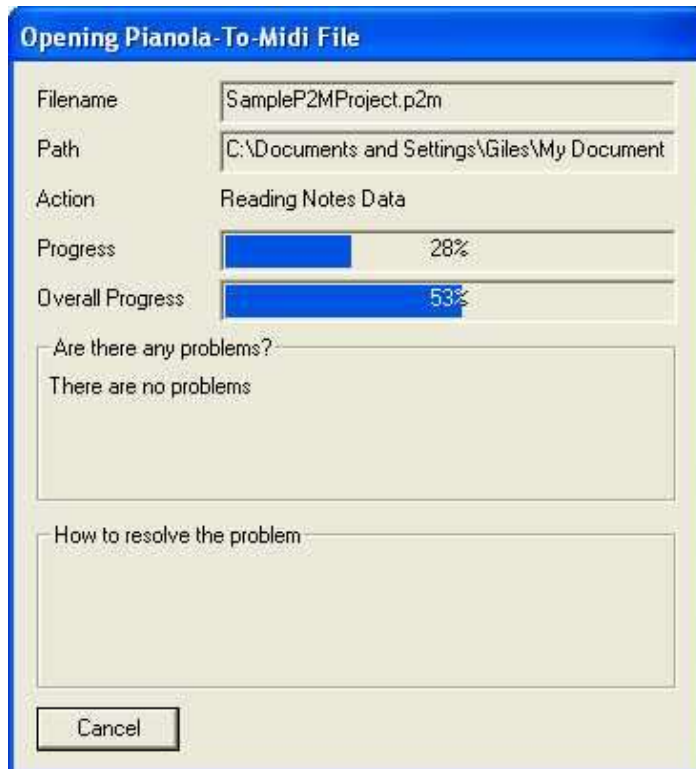 Opening Pianola-To-Midi File
Filename SampleP2MProject.p2m
Path C:\Documents and Settings\Giles\My Document
Action Reading Notes Data
Progress 28%
Overall Progress 53%
Are there any problems?
There are no problems
How to resolve the problem
Cancel